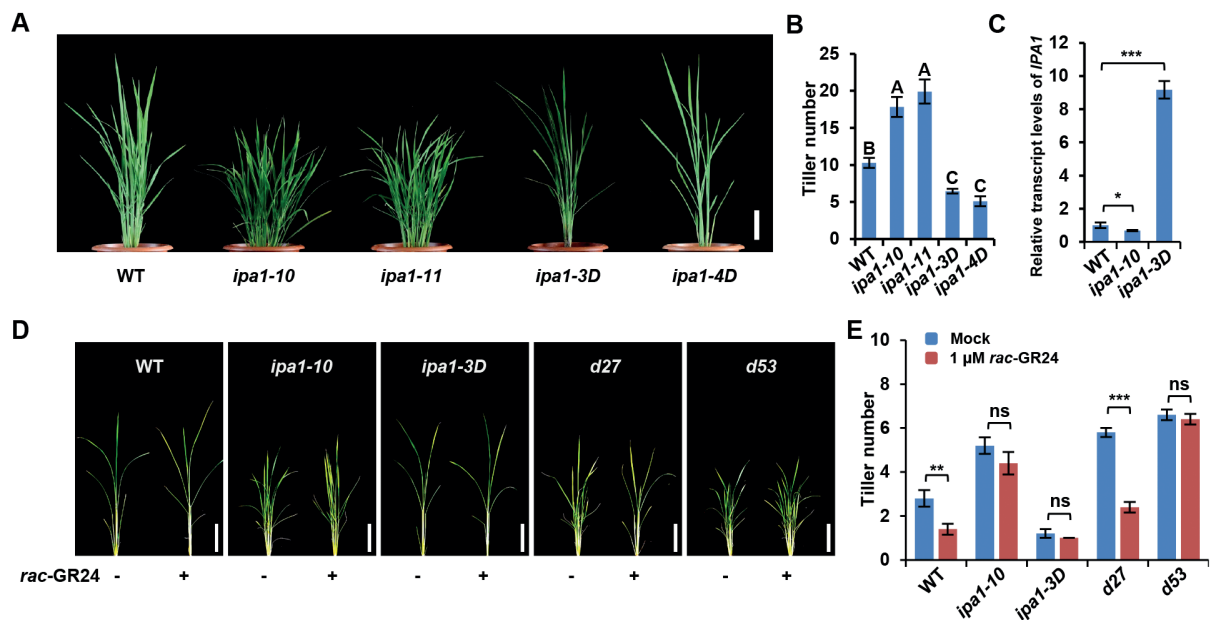 A
WT
ipa1-10
ipa1-11
ipa1-3D
ipa1-4D
B
Tiller number
25
20
15
10
5
0
B
A
A
C
C
WT
ipa1-10
ipa1-11
ipa1-3D
ipa1-4D
C
Relative transcript levels of IPA1
12
10
8
6
4
2
0
*
***
WT
ipa1-10
ipa1-3D
D
WT
ipa1-10
ipa1-3D
d27
d53
rac-GR24 - + - + - + - + - +
E
Mock
1 µM rac-GR24
Tiller number
10
8
6
4
2
0
**
ns
ns
***
ns
WT
ipa1-10
ipa1-3D
d27
d53